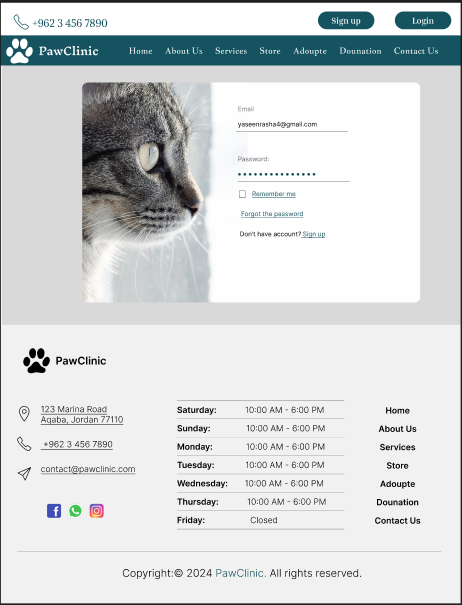 +962 3 456 7890
Sign up
Login
PawClinic
Home About Us Services Store Adoupte Dounation Contact Us
Email
yaseenrasha4@gmail.com
Password:
Remember me
Forgot the password
Don't have account? Sign up
PawClinic
123 Marina Road
Aqaba, Jordan 77110
+962 3 456 7890
contact@pawclinic.com
Saturday: 10:00 AM - 6:00 PM
Sunday: 10:00 AM - 6:00 PM
Monday: 10:00 AM - 6:00 PM
Tuesday: 10:00 AM - 6:00 PM
Wednesday: 10:00 AM - 6:00 PM
Thursday: 10:00 AM - 6:00 PM
Friday: Closed
Home
About Us
Services
Store
Adoupte
Dounation
Contact Us
Copyright:© 2024 PawClinic. All rights reserved.